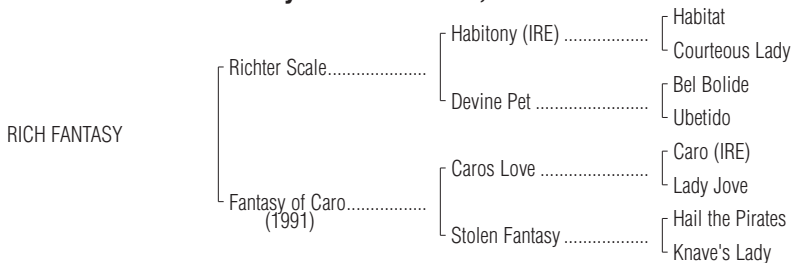 Habitat
Habitony (IRE) ....................
Courteous Lady
Richter Scale.....................
Bel Bolide
Devine Pet ..........................
Ubetido
RICH FANTASY
Caro (IRE)
Caros Love .........................
Lady Jove
Fantasy of Caro.................
(1991)
Hail the Pirates
Stolen Fantasy ....................
Knave's Lady